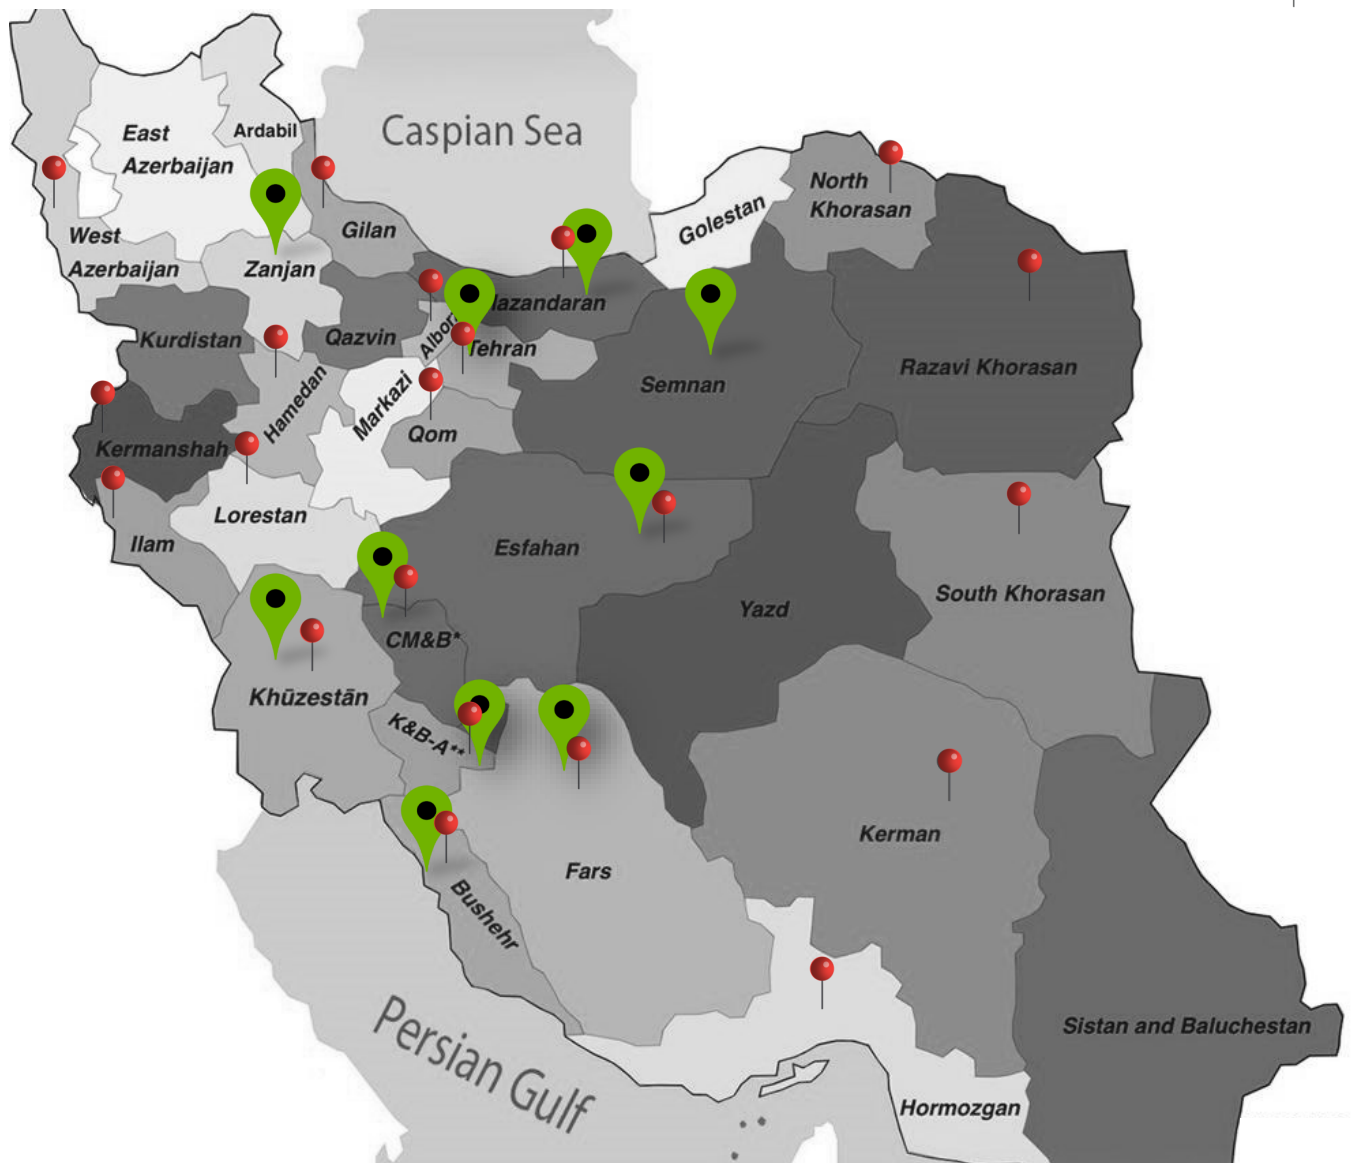 Caspian Sea
East
Azerbaijan
Ardabil
North
Khorasan
Golestan
Gilan
West
Azerbaijan
Zanjan
azandaran
Kurdistan
Qazvin
Tehran
Razavi Khorasan
Semnan
Hamedan
Markazi
Qom
Kermanshah
Lorestan
Ilam
Esfahan
South Khorasan
Yazd
CM&B*
Khūzestān
K&B-A**
Kerman
Fars
Bushehr
Persian Gulf
Sistan and Baluchestan
Hormozgan